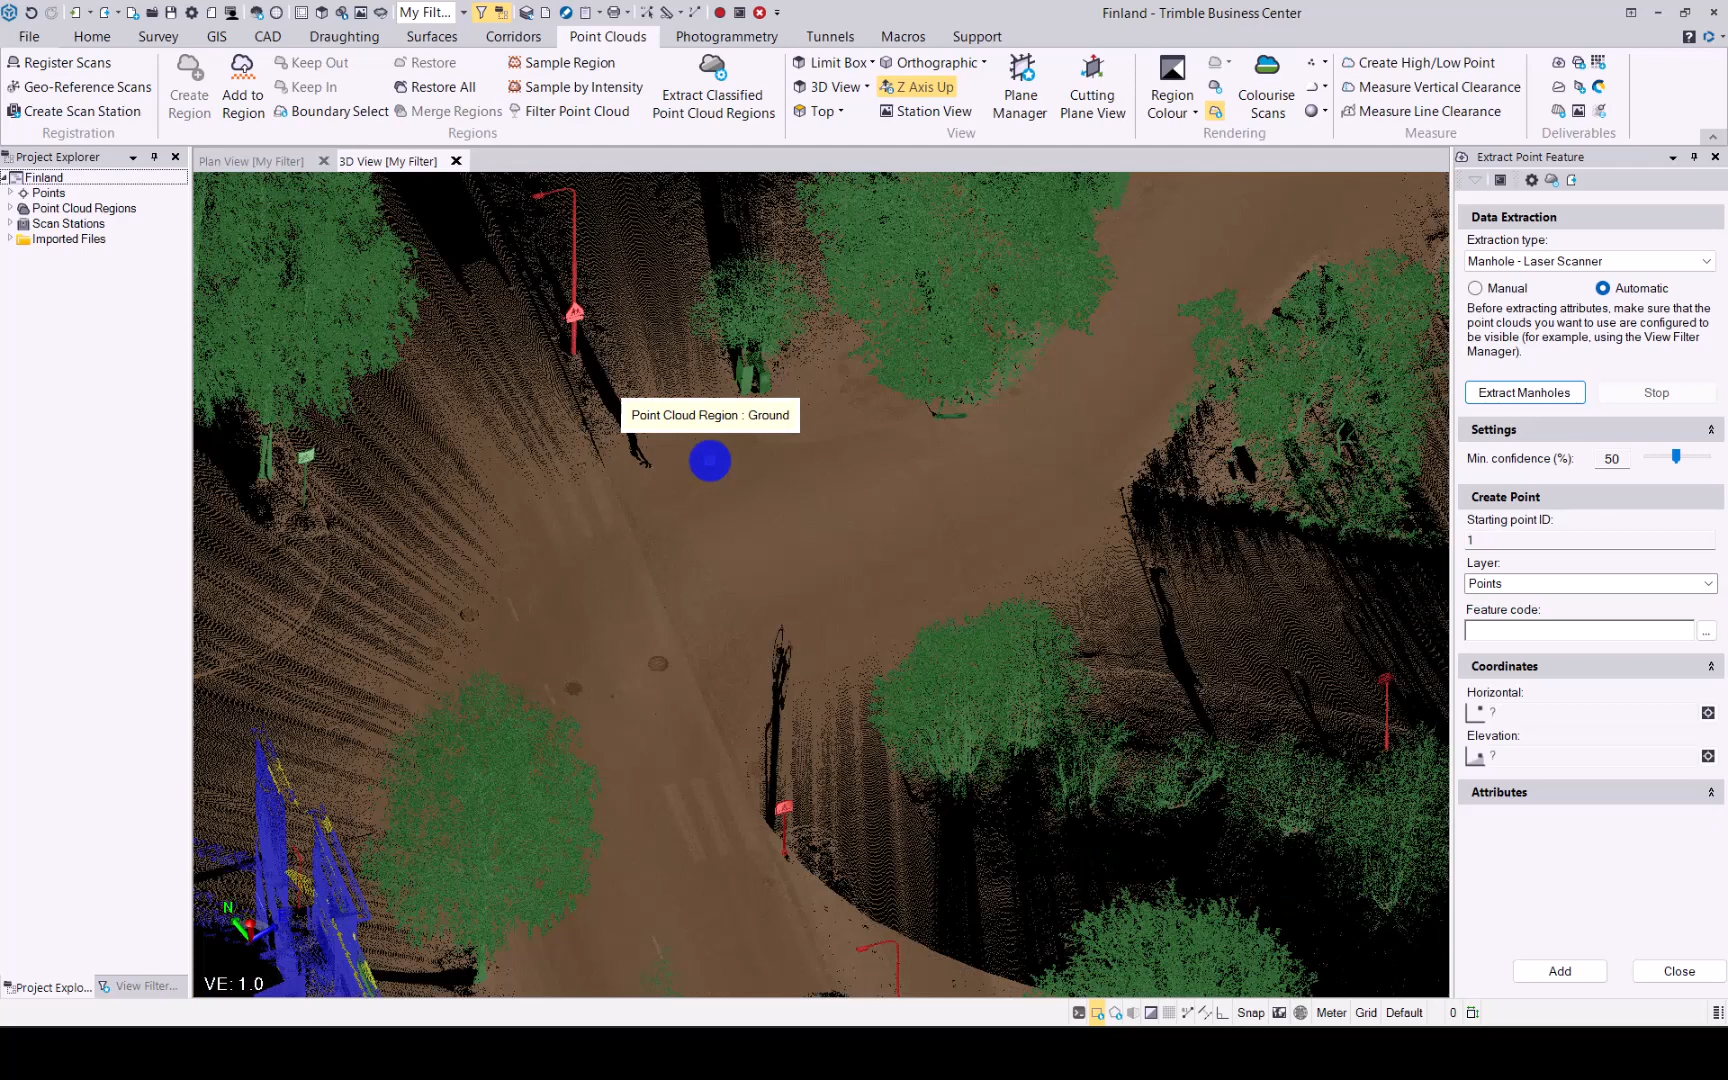 My Filt...
Finland - Trimble Business Center
File Home Survey GIS CAD Draughting Surfaces Corridors Point Clouds Photogrammetry Tunnels Macros Support
Register Scans
Geo-Reference Scans
Create Scan Station
Registration
Create
Region
Add to
Region
Keep Out
Keep In
Boundary Select
Restore
Restore All
Merge Regions
Sample Region
Sample by Intensity
Filter Point Cloud
Extract Classified
Point Cloud Regions
Regions
Limit Box
3D View
Top
Orthographic
Z Axis Up
Station View
Plane
Manager
Cutting
Plane View
View
Region
Colour
Colourise
Scans
Rendering
Create High/Low Point
Measure Vertical Clearance
Measure Line Clearance
Measure
Deliverables
Project Explorer
Finland
Points
Point Cloud Regions
Scan Stations
Imported Files
Project Explo...
View Filter...
Plan View [My Filter]
3D View [My Filter]
Point Cloud Region : Ground
N
VE: 1.0
Extract Point Feature
Data Extraction
Extraction type:
Manhole - Laser Scanner
Manual
Automatic
Before extracting attributes, make sure that the
point clouds you want to use are configured to
be visible (for example, using the View Filter
Manager).
Extract Manholes
Stop
Settings
Min. confidence (%): 50
Create Point
Starting point ID:
1
Layer:
Points
Feature code:
...
Coordinates
Horizontal:
?
Elevation:
?
Attributes
Add
Close
Snap
Meter
Grid
Default
0